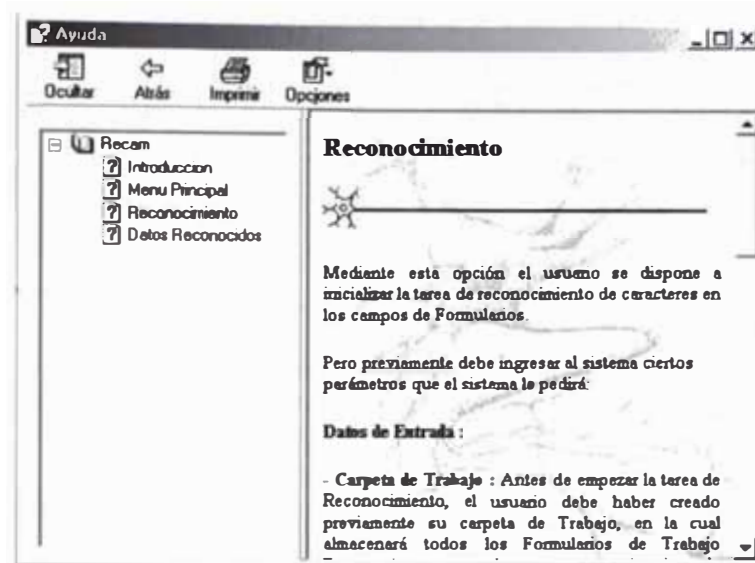 Ayuda
Ocultar Atrás Imprimir Opciones
Recam
Introduccion
Menu Principal
Reconocimiento
Datos Reconocidos
Reconocimiento
Mediante está opción el usuario se dispone a
inicializar la tarea de reconocimiento de caracteres en
los campos de Formularios.
Pero previamente debe ingresar al sistema ciertos
parámetros que el sistema le pedirá:
Datos de Entrada :
- Carpeta de Trabajo : Antes de empezar la tarea de
Reconocimiento, el usuario debe haber creado
previamente su carpeta de Trabajo, en la cual
almacenará todos los Formularios de Trabajo